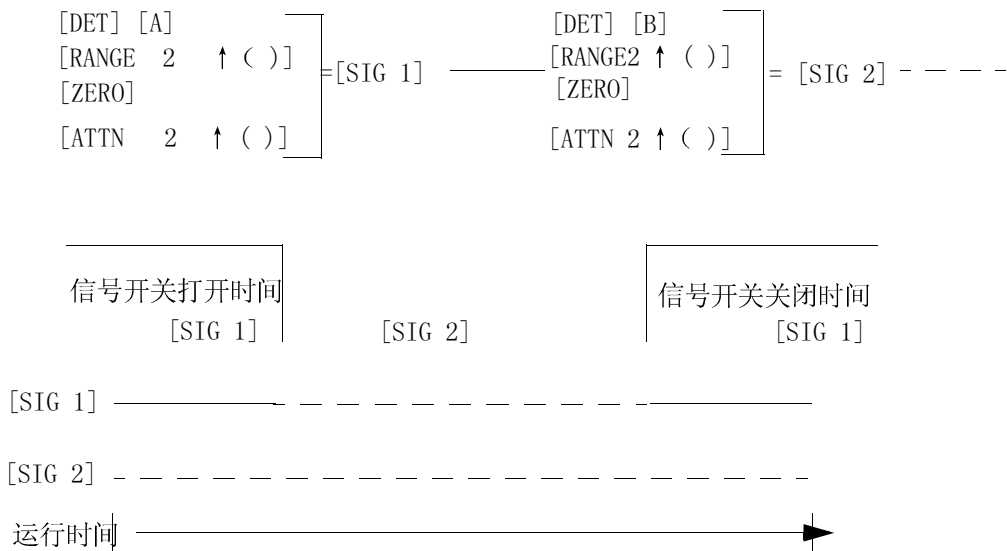 [DET] [A]
[RANGE 2 ↑ ( )]
[ZERO]
[ATTN 2 ↑ ( )]
=[SIG 1]
[DET] [B]
[RANGE2 ↑ ( )]
[ZERO]
[ATTN 2 ↑ ( )]
= [SIG 2]
信号开关打开时间
[SIG 1]
[SIG 2]
信号开关关闭时间
[SIG 1]
[SIG 1]
[SIG 2]
运行时间